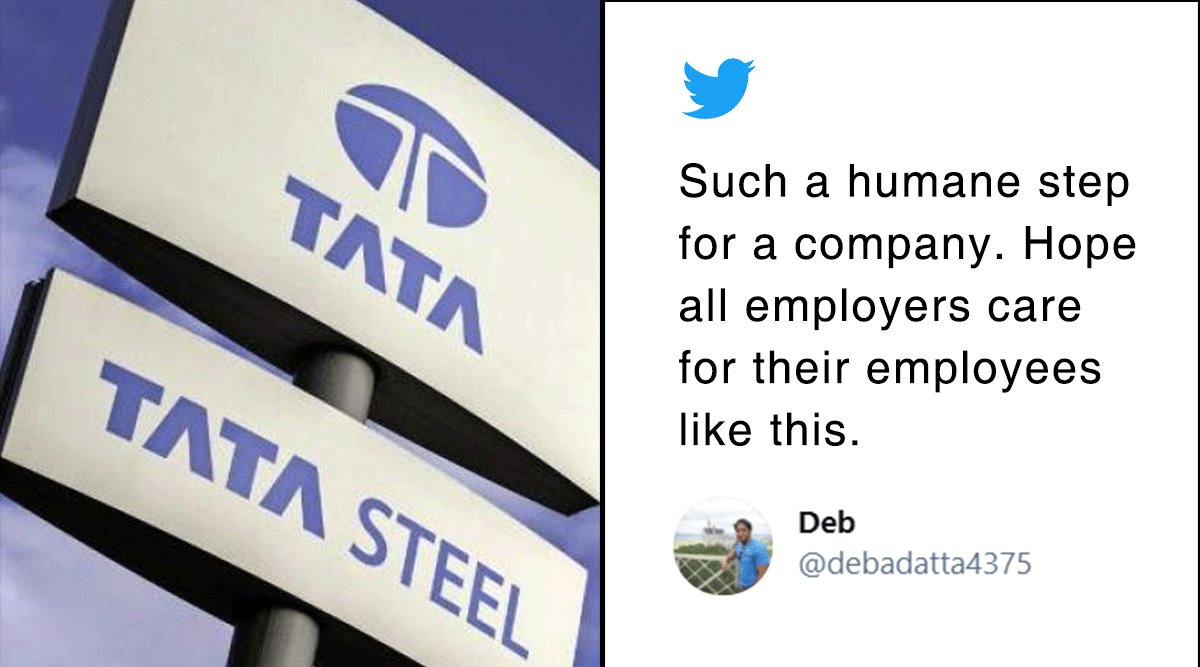 TATA
TATA STEEL
Such a humane step
for a company. Hope
all employers care
for their employees
like this.
Deb
@debadatta4375